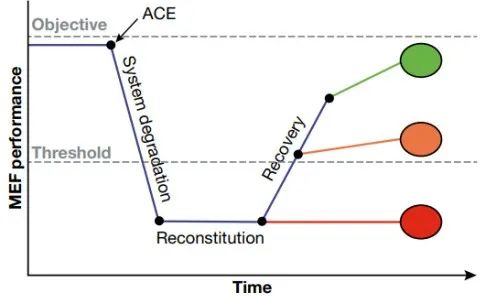 Objective
ACE
System degradation
MEF performance
Threshold
Recovery
Reconstitution
Time